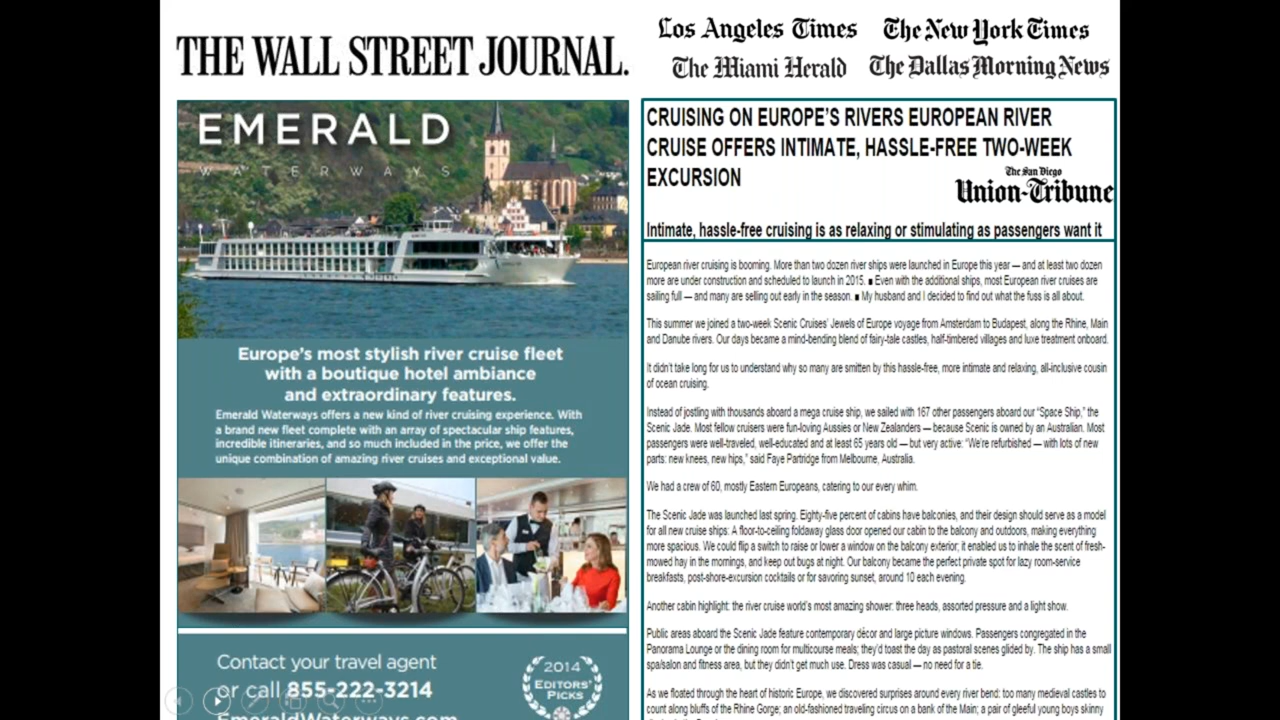 THE WALL STREET JOURNAL.
Los Angeles Times
The New York Times
The Miami Herald
The Dallas Morning News
EMERALD
WATERWAYS
Europe's most stylish river cruise fleet
with a boutique hotel ambiance
and extraordinary features.
Emerald Waterways offers a new kind of river cruising experience. With
a brand new fleet complete with an array of spectacular ship features,
incredible itineraries, and so much included in the price, we offer the
unique combination of amazing river cruises and exceptional value.
Contact your travel agent
or call 855-222-3214
EmeraldWaterways.com
2014
EDITORS'
PICKS
CRUISING ON EUROPE'S RIVERS EUROPEAN RIVER
CRUISE OFFERS INTIMATE, HASSLE-FREE TWO-WEEK
EXCURSION
The San Diego
Union-Tribune
Intimate, hassle-free cruising is as relaxing or stimulating as passengers want it
European river cruising is booming. More than two dozen river ships were launched in Europe this year — and at least two dozen
more are under construction and scheduled to launch in 2015. ■ Even with the additional ships, most European river cruises are
sailing full — and many are selling out early in the season. ■ My husband and I decided to find out what the fuss is all about.
This summer we joined a two-week Scenic Cruises' Jewels of Europe voyage from Amsterdam to Budapest, along the Rhine, Main
and Danube rivers. Our days became a mind-bending blend of fairy-tale castles, half-timbered villages and luxe treatment onboard.
It didn't take long for us to understand why so many are smitten by this hassle-free, more intimate and relaxing, all-inclusive cousin
of ocean cruising.
Instead of jostling with thousands aboard a mega cruise ship, we sailed with 167 other passengers aboard our "Space Ship," the
Scenic Jade. Most fellow cruisers were fun-loving Aussies or New Zealanders — because Scenic is owned by an Australian. Most
passengers were well-traveled, well-educated and at least 65 years old — but very active: "We're refurbished — with lots of new
parts: new knees, new hips," said Faye Partridge from Melbourne, Australia.
We had a crew of 60, mostly Eastern Europeans, catering to our every whim.
The Scenic Jade was launched last spring. Eighty-five percent of cabins have balconies, and their design should serve as a model
for all new cruise ships: A floor-to-ceiling foldaway glass door opened our cabin to the balcony and outdoors, making everything
more spacious. We could flip a switch to raise or lower a window on the balcony exterior; it enabled us to inhale the scent of fresh-
mowed hay in the mornings, and keep out bugs at night. Our balcony became the perfect private spot for lazy room-service
breakfasts, post-shore-excursion cocktails or for savoring sunset, around 10 each evening.
Another cabin highlight: the river cruise world's most amazing shower: three heads, assorted pressure and a light show.
Public areas aboard the Scenic Jade feature contemporary décor and large picture windows. Passengers congregated in the
Panorama Lounge or the dining room for multicourse meals; they'd toast the day as pastoral scenes glided by. The ship has a small
spa/salon and fitness area, but they didn't get much use. Dress was casual — no need for a tie.
As we floated through the heart of historic Europe, we discovered surprises around every river bend: too many medieval castles to
count along bluffs of the Rhine Gorge; an old-fashioned traveling circus on a bank of the Main; a pair of gleeful young boys skinny